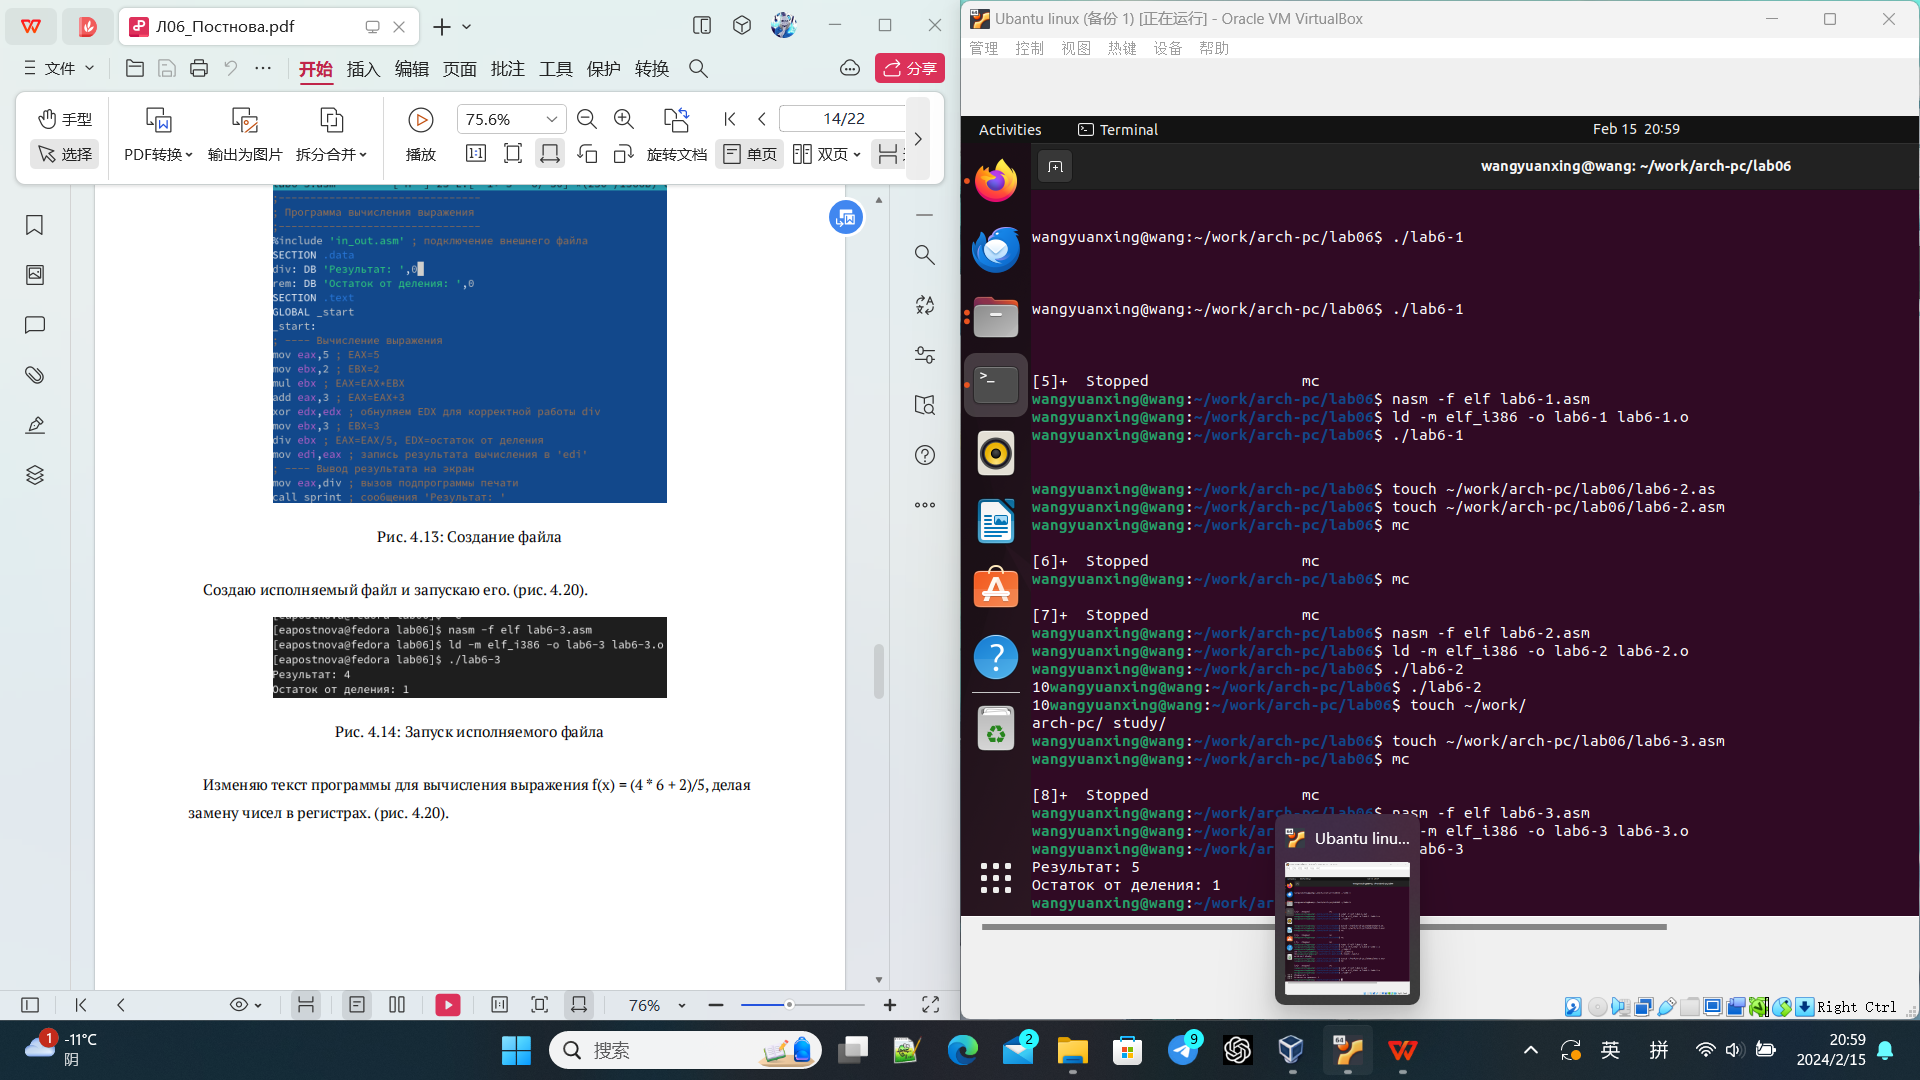 Л06_Постнова.pdf
文件
开始 插入 编辑 页面 批注 工具 保护 转换
分享
手型
选择
PDF转换
输出为图片
拆分合并
播放
75.6%
14/22
旋转文档
单页
双页
; Программа вычисления выражения
;-------------------------------
%include 'in_out.asm' ; подключение внешнего файла
SECTION .data
div: DB 'Результат: ',0
rem: DB 'Остаток от деления: ',0
SECTION .text
GLOBAL _start
_start:
; ---- Вычисление выражения
mov eax,5 ; EAX=5
mov ebx,2 ; EBX=2
mul ebx ; EAX=EAX*EBX
add eax,3 ; EAX=EAX+3
xor edx,edx ; обнуляем EDX для корректной работы div
mov ebx,3 ; EBX=3
div ebx ; EAX=EAX/5, EDX=остаток от деления
mov edi,eax ; запись результата вычисления в 'edi'
; ---- Вывод результата на экран
mov eax,div ; вызов подпрограммы печати
call sprint ; сообщения 'Результат: '
Рис. 4.13: Создание файла
Создаю исполняемый файл и запускаю его. (рис. 4.20).
[eapostnova@fedora lab06]$ nasm -f elf lab6-3.asm
[eapostnova@fedora lab06]$ ld -m elf_i386 -o lab6-3 lab6-3.o
[eapostnova@fedora lab06]$ ./lab6-3
Результат: 4
Остаток от деления: 1
Рис. 4.14: Запуск исполняемого файла
Изменяю текст программы для вычисления выражения f(x) = (4 * 6 + 2)/5, делая
замену чисел в регистрах. (рис. 4.20).
76%
Ubantu linux (备份 1) [正在运行] - Oracle VM VirtualBox
管理 控制 视图 热键 设备 帮助
Activities
Terminal
Feb 15 20:59
wangyuanxing@wang: ~/work/arch-pc/lab06
wangyuanxing@wang:~/work/arch-pc/lab06$ ./lab6-1
wangyuanxing@wang:~/work/arch-pc/lab06$ ./lab6-1
[5]+ Stopped mc
wangyuanxing@wang:~/work/arch-pc/lab06$ nasm -f elf lab6-1.asm
wangyuanxing@wang:~/work/arch-pc/lab06$ ld -m elf_i386 -o lab6-1 lab6-1.o
wangyuanxing@wang:~/work/arch-pc/lab06$ ./lab6-1
wangyuanxing@wang:~/work/arch-pc/lab06$ touch ~/work/arch-pc/lab06/lab6-2.as
wangyuanxing@wang:~/work/arch-pc/lab06$ touch ~/work/arch-pc/lab06/lab6-2.asm
wangyuanxing@wang:~/work/arch-pc/lab06$ mc
[6]+ Stopped mc
wangyuanxing@wang:~/work/arch-pc/lab06$ mc
[7]+ Stopped mc
wangyuanxing@wang:~/work/arch-pc/lab06$ nasm -f elf lab6-2.asm
wangyuanxing@wang:~/work/arch-pc/lab06$ ld -m elf_i386 -o lab6-2 lab6-2.o
wangyuanxing@wang:~/work/arch-pc/lab06$ ./lab6-2
10wangyuanxing@wang:~/work/arch-pc/lab06$ ./lab6-2
10wangyuanxing@wang:~/work/arch-pc/lab06$ touch ~/work/
arch-pc/ study/
wangyuanxing@wang:~/work/arch-pc/lab06$ touch ~/work/arch-pc/lab06/lab6-3.asm
wangyuanxing@wang:~/work/arch-pc/lab06$ mc
[8]+ Stopped mc
wangyuanxing@wang:~/work/arch-pc/lab06$ nasm -f elf lab6-3.asm
wangyuanxing@wang:~/work/ar -m elf_i386 -o lab6-3 lab6-3.o
wangyuanxing@wang:~/work/ar ab6-3
Результат: 5
Остаток от деления: 1
wangyuanxing@wang:~/work/ar
Ubantu linu...
Right Ctrl
1
-11°C
阴
搜索
2
9
64
英
拼
20:59
2024/2/15